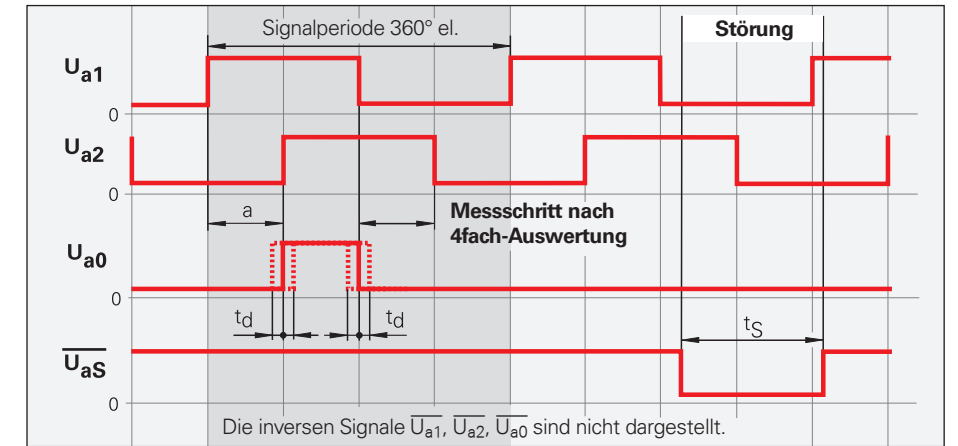 Signalperiode 360° el.
Störung
Ua1
0
Ua2
0
a
Messschritt nach
4fach-Auswertung
Ua0
0
td
td
tS
UaS
0
Die inversen Signale Ua1, Ua2, Ua0 sind nicht dargestellt.